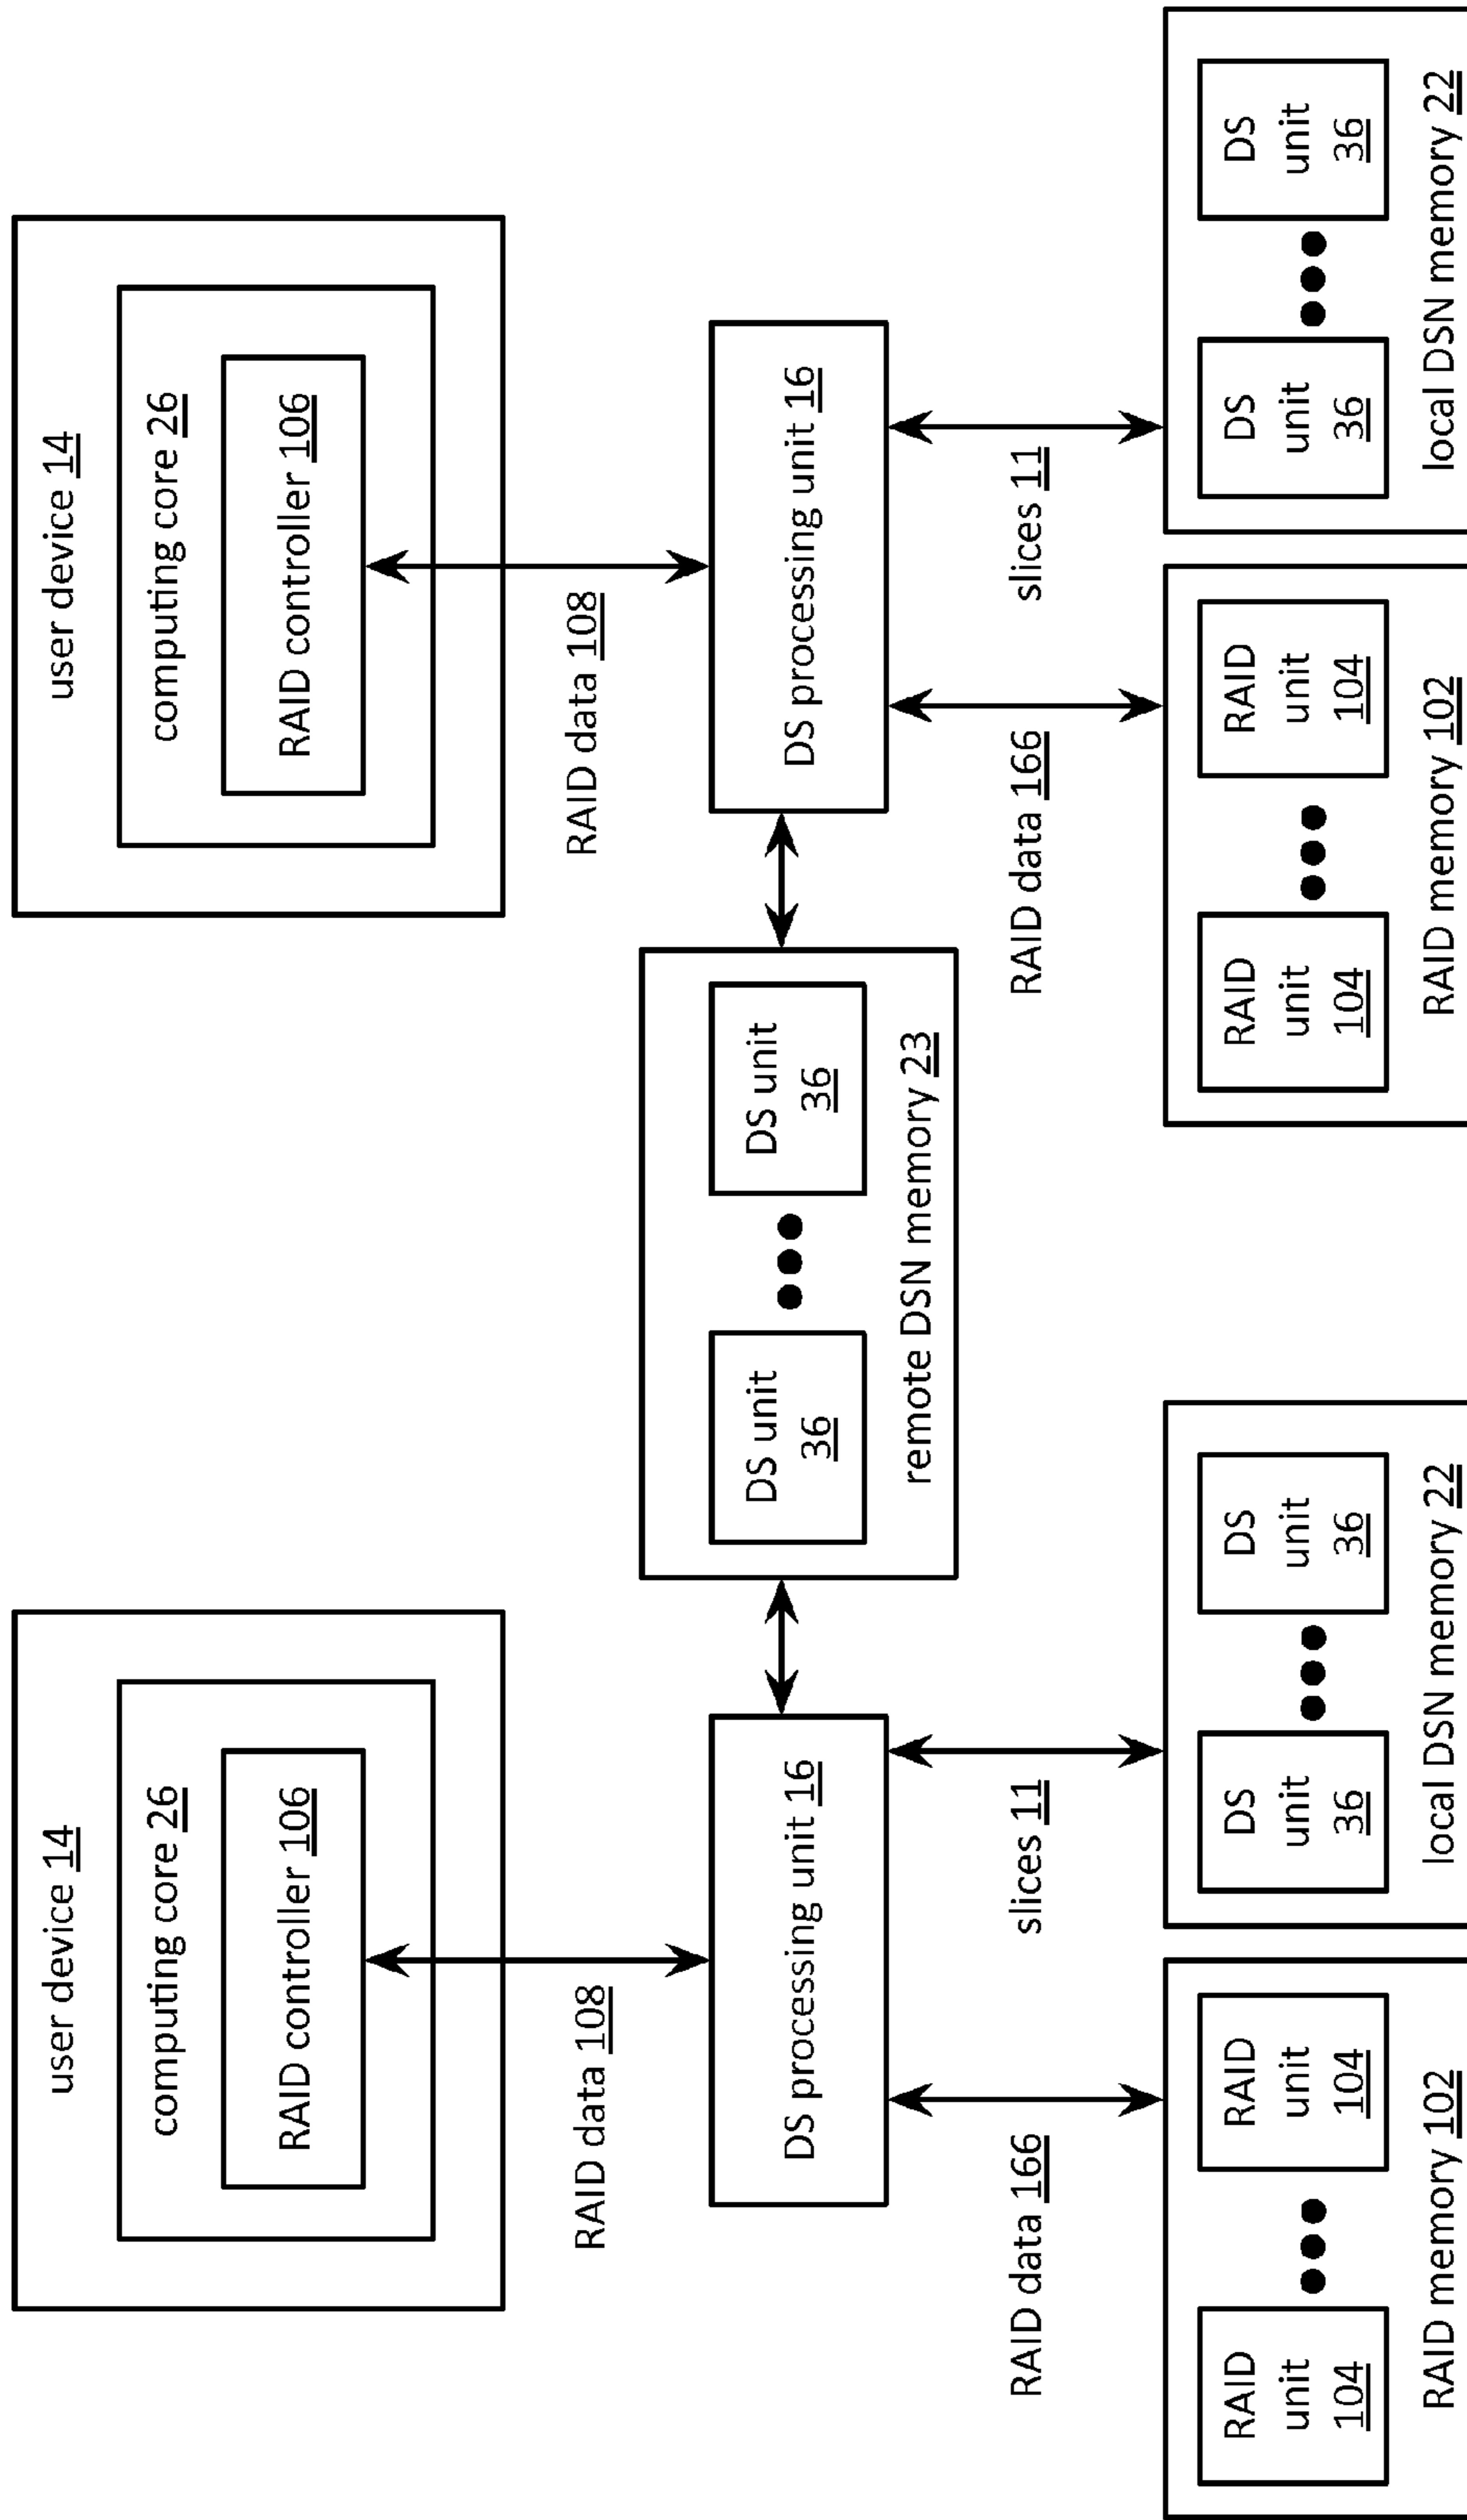 user device 14
computing core 26
RAID controller 106
RAID data 108
DS processing unit 16
RAID data 166
slices 11
RAID
unit
104
RAID
unit
104
RAID memory 102
DS
unit
36
DS
unit
36
local DSN memory 22
DS unit
36
DS unit
36
remote DSN memory 23
user device 14
computing core 26
RAID controller 106
RAID data 108
DS processing unit 16
RAID data 166
slices 11
RAID
unit
104
RAID
unit
104
RAID memory 102
DS
unit
36
DS
unit
36
local DSN memory 22